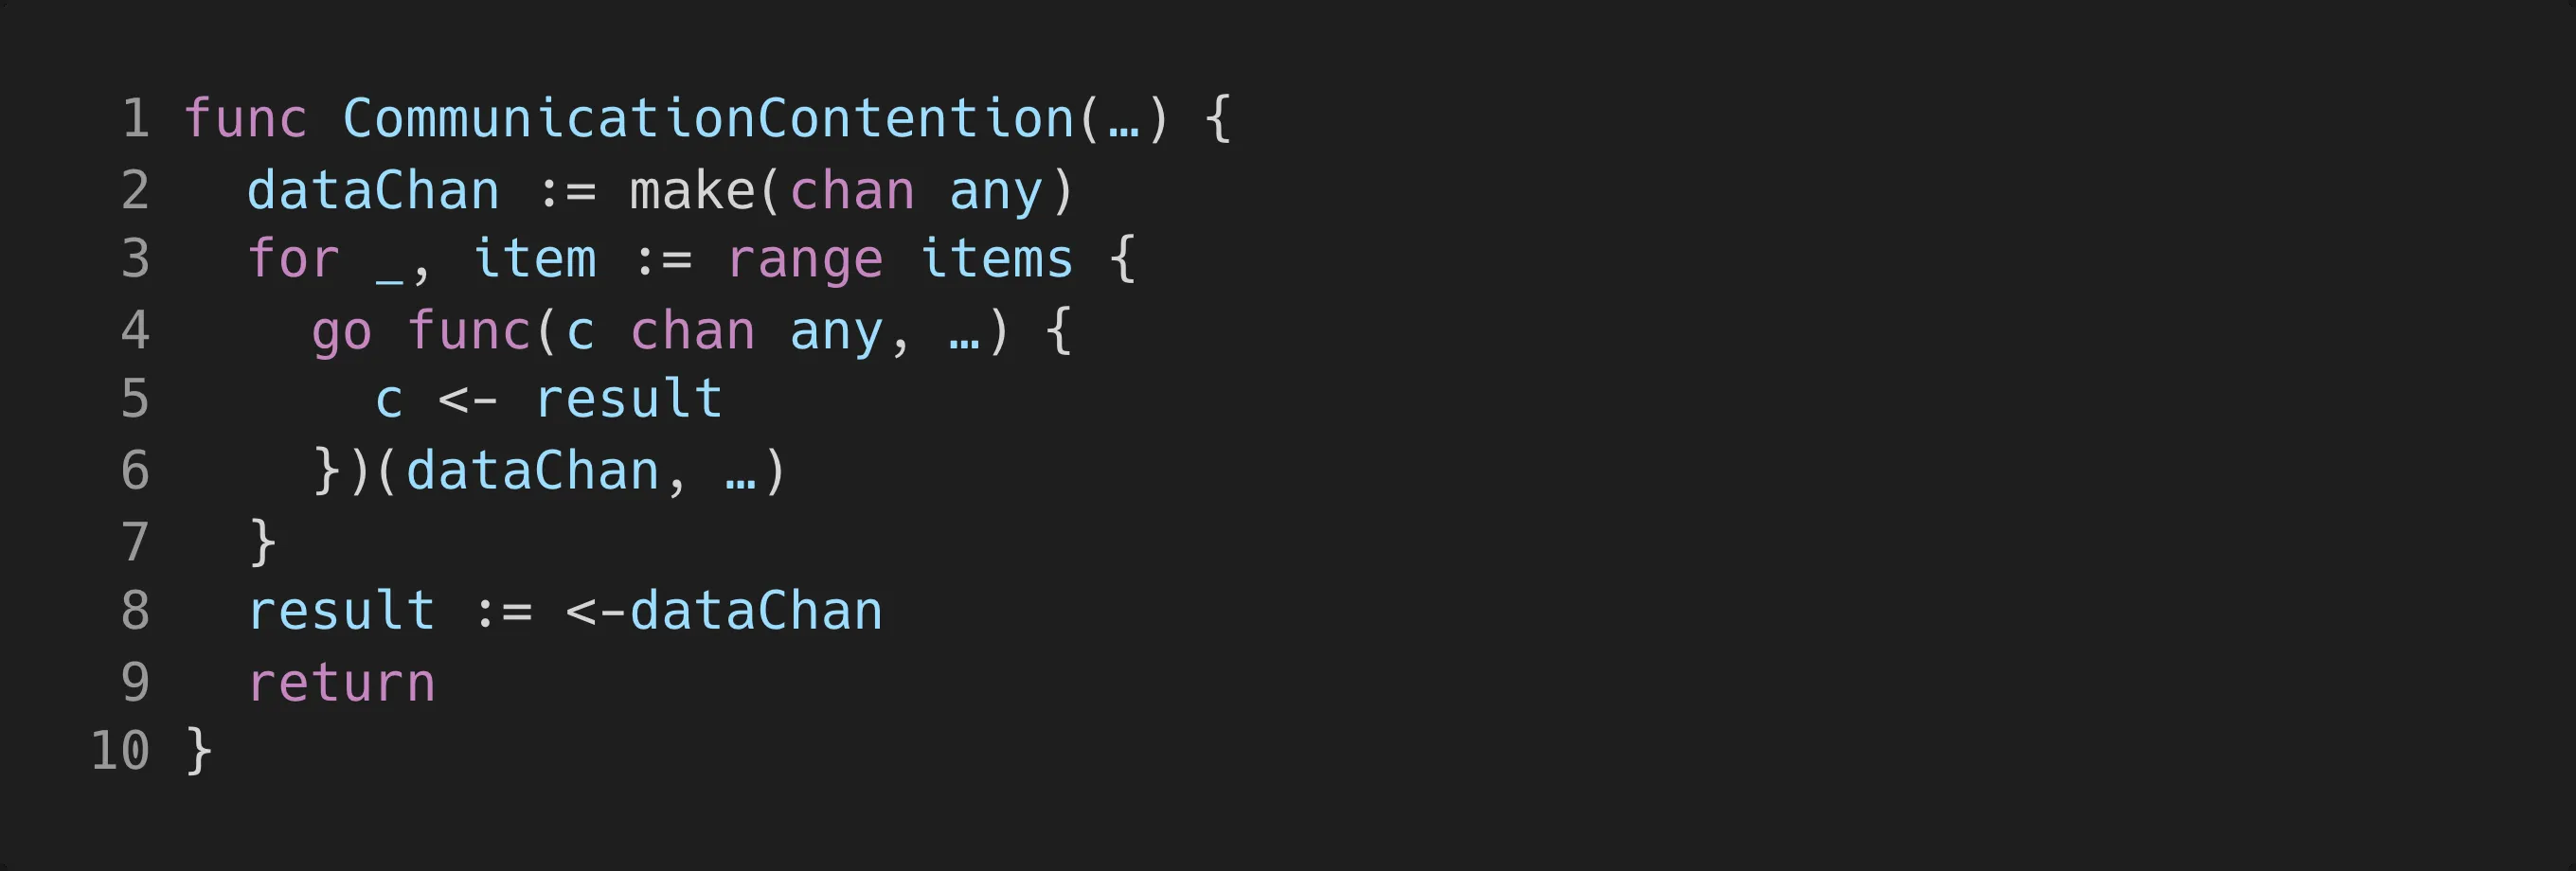 1 func CommunicationContention(…) {
2   dataChan := make(chan any)
3   for _, item := range items {
4     go func(c chan any, …) {
5       c <- result
6     })(dataChan, …)
7   }
8   result := <-dataChan
9   return
10 }